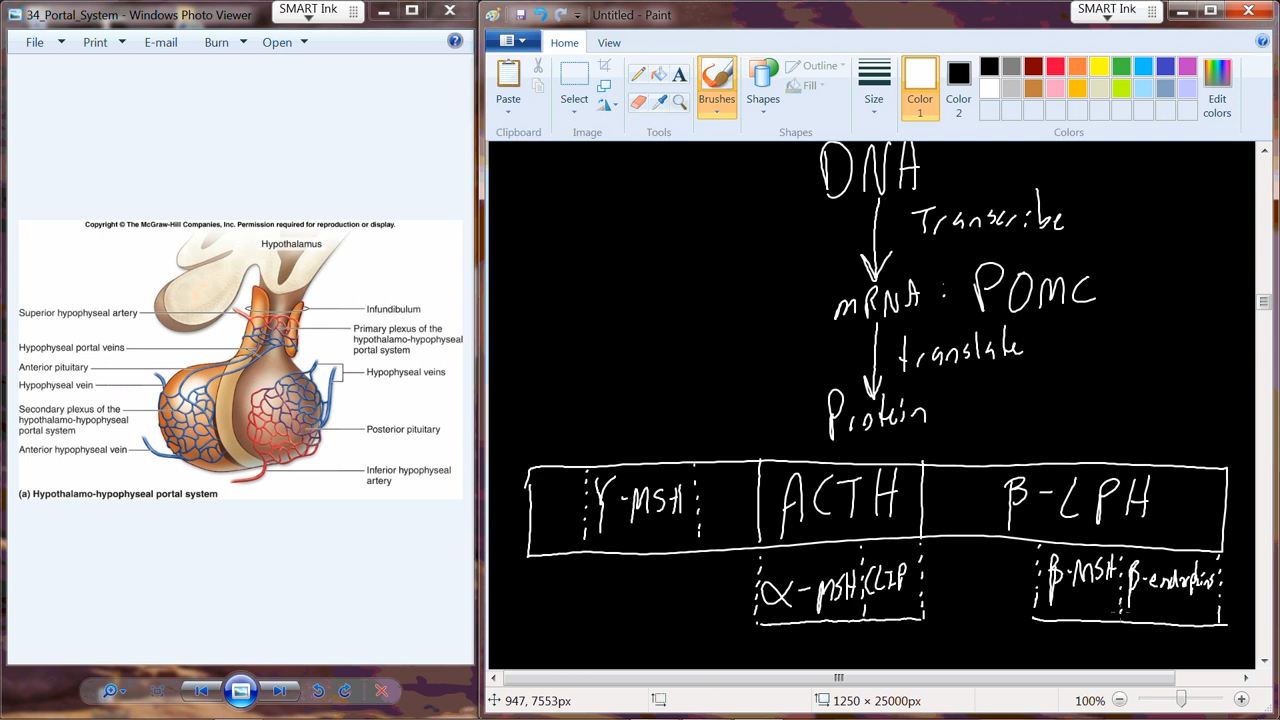 34_Portal_System - Windows Photo Viewer
SMART Ink
File Print E-mail Burn Open
Copyright © The McGraw-Hill Companies, Inc. Permission required for reproduction or display.
Hypothalamus
Superior hypophyseal artery
Hypophyseal portal veins
Anterior pituitary
Hypophyseal vein
Secondary plexus of the
hypothalamo-hypophyseal
portal system
Anterior hypophyseal vein
Infundibulum
Primary plexus of the
hypothalamo-hypophyseal
portal system
Hypophyseal veins
Posterior pituitary
Inferior hypophyseal
artery
(a) Hypothalamo-hypophyseal portal system
Untitled - Paint
SMART Ink
Home View
Paste
Select
Brushes
Shapes
Outline
Fill
Size
Color
1
Color
2
Edit
colors
Clipboard Image Tools Shapes Colors
DNA
Transcribe
mRNA: POMC
translate
Protein
γ-MSH ACTH β-LPH
α-MSH CLIP β-MSH β-endorphins
947, 7553px 1250 × 25000px 100%